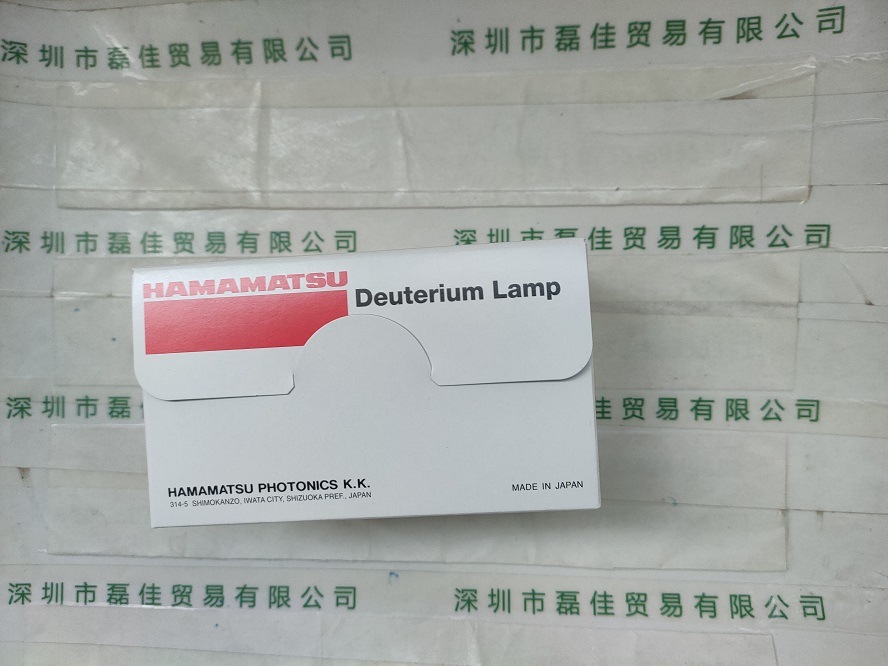 深圳市磊佳贸易有限公司
深圳市磊佳贸易有限公司
深圳市磊佳贸易有限公司
深圳市磊佳贸易有限公司
HAMAMATSU
Deuterium Lamp
深圳市磊
佳贸易有限公司
HAMAMATSU PHOTONICS K.K.
314-5 SHIMOKANZO, IWATA CITY, SHIZUOKA PREF., JAPAN
MADE IN JAPAN
深圳市磊佳贸易有限公司
深圳市磊佳贸易有限公司